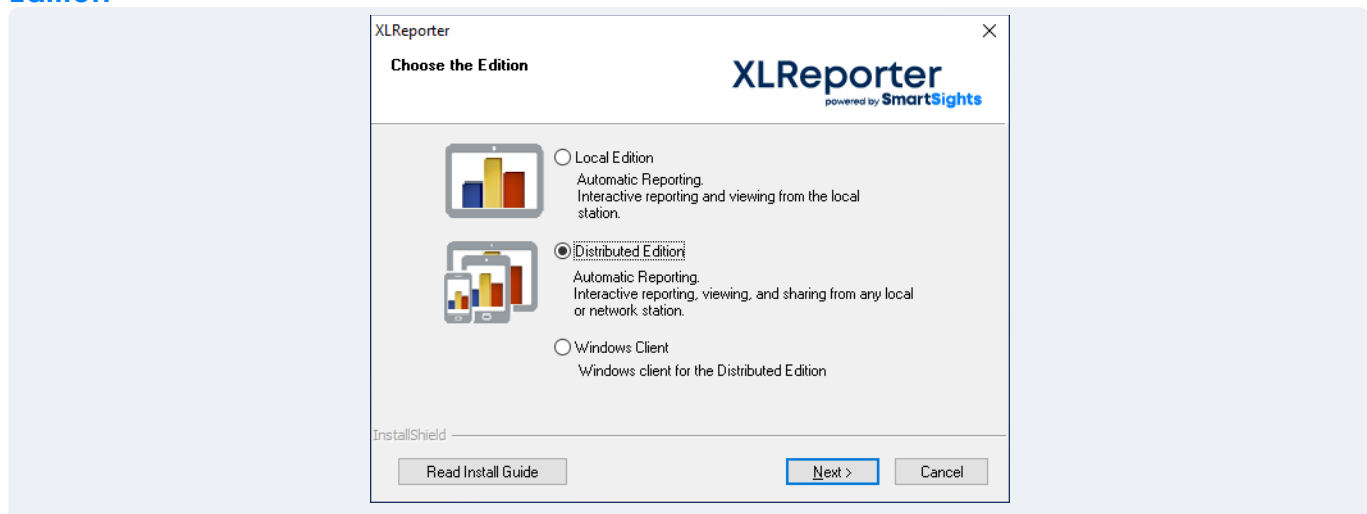 XLReporter
Choose the Edition
XLReporter
powered by SmartSights
Local Edition
Automatic Reporting.
Interactive reporting and viewing from the local
station.
Distributed Edition
Automatic Reporting.
Interactive reporting, viewing, and sharing from any local
or network station.
Windows Client
Windows client for the Distributed Edition
InstallShield
Read Install Guide
Next >
Cancel